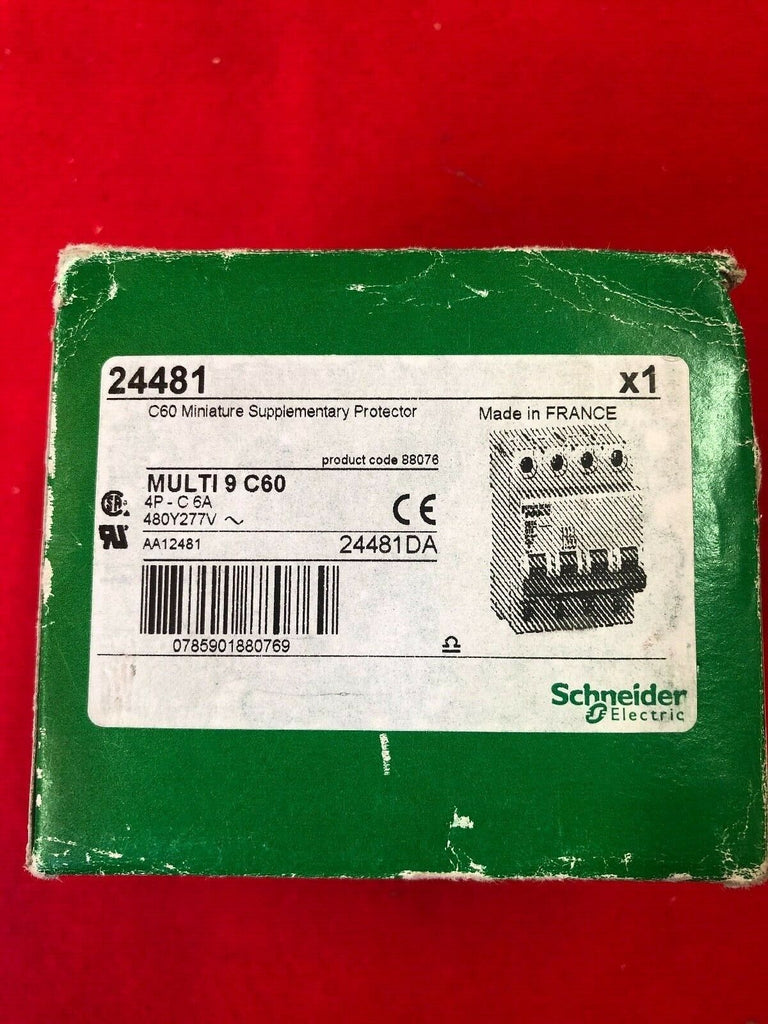 24481 x1
C60 Miniature Supplementary Protector Made in FRANCE
product code 88076
MULTI 9 C60
4P - C 6A
480Y277V ~
CE
AA12481 24481DA
0785901880769
Schneider
Electric